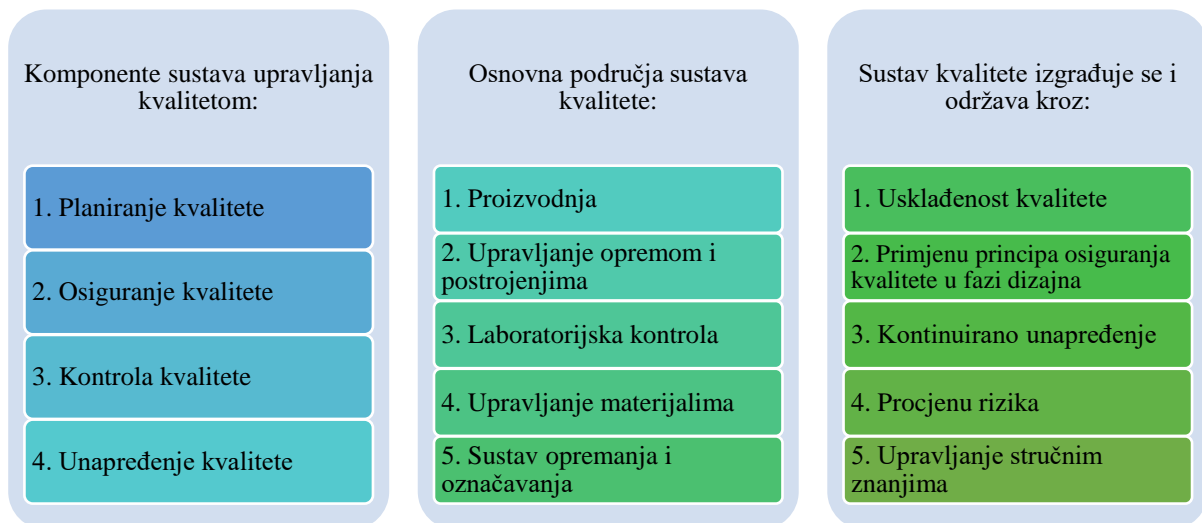 Komponente sustava upravljanja
kvalitetom:
1. Planiranje kvalitete
2. Osiguranje kvalitete
3. Kontrola kvalitete
4. Unapređenje kvalitete
Osnovna područja sustava
kvalitete:
1. Proizvodnja
2. Upravljanje opremom i
postrojenjima
3. Laboratorijska kontrola
4. Upravljanje materijalima
5. Sustav opremanja i
označavanja
Sustav kvalitete izgrađuje se i
održava kroz:
1. Usklađenost kvalitete
2. Primjenu principa osiguranja
kvalitete u fazi dizajna
3. Kontinuirano unapređenje
4. Procjenu rizika
5. Upravljanje stručnim
znanjima